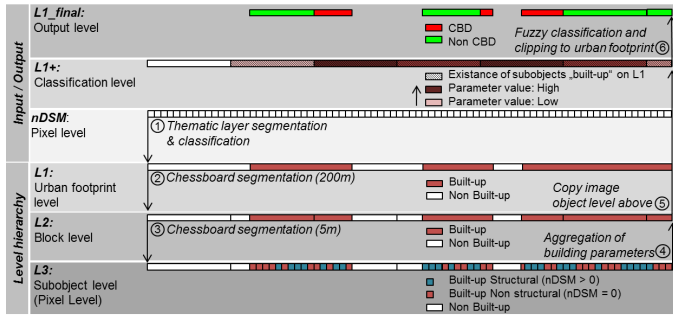 Input / Output
L1_final:
Output level
CBD
Non CBD
Fuzzy classification and
clipping to urban footprint ⑥
L1+:
Classification level
Existance of subobjects „built-up“ on L1
Parameter value: High
Parameter value: Low
nDSM:
Pixel level
① Thematic layer segmentation
& classification
Level hierarchy
L1:
Urban footprint
level
② Chessboard segmentation (200m)
Built-up
Non Built-up
Copy image
object level above ⑤
L2:
Block level
③ Chessboard segmentation (5m)
Built-up
Non Built-up
Aggregation of
building parameters ④
L3:
Subobject level
(Pixel Level)
Built-up Structural (nDSM > 0)
Built-up Non structural (nDSM = 0)
Non Built-up